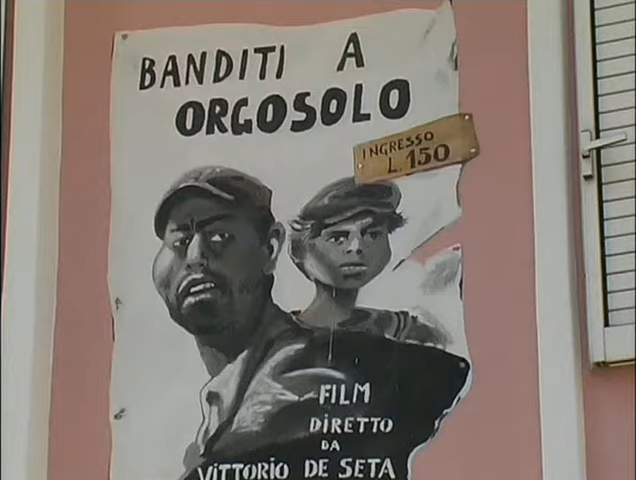 BANDITI A
ORGOSOLO
INGRESSO
L. 150
FILM
DIRETTO
DA
VITTORIO DE SETA